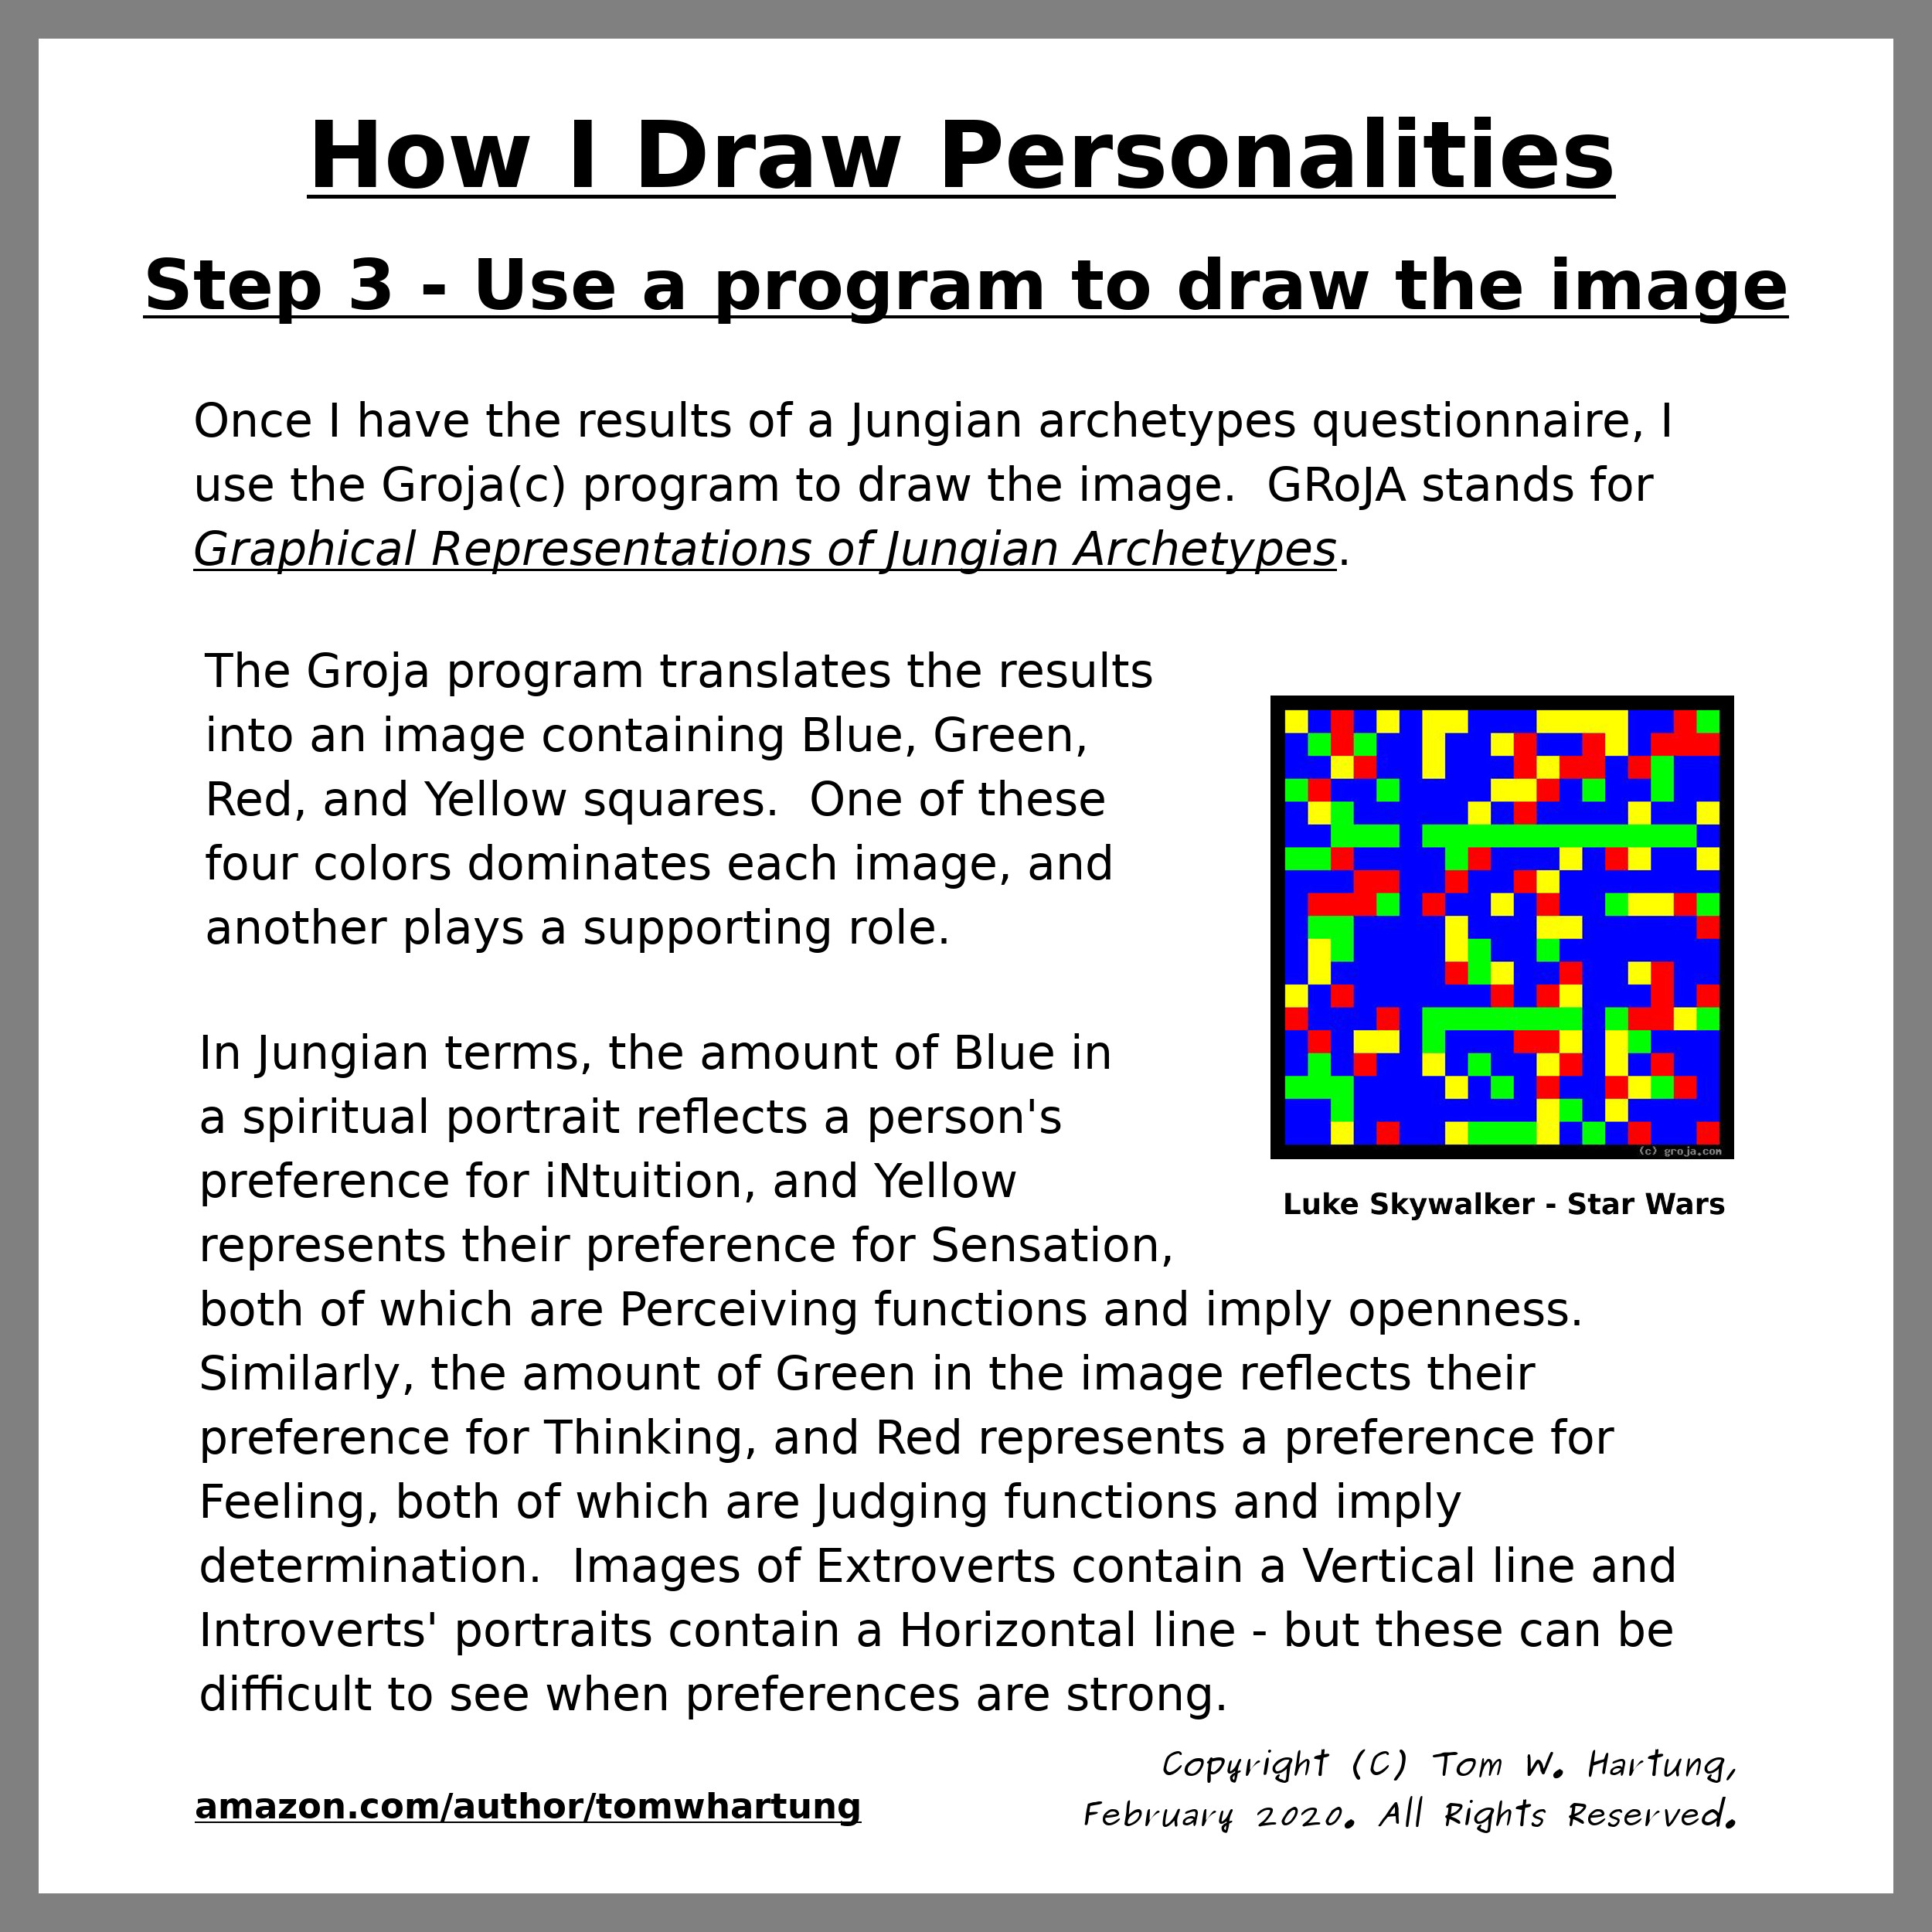 How I Draw Personalities
Step 3 - Use a program to draw the image
Once I have the results of a Jungian archetypes questionnaire, I
use the Groja(c) program to draw the image.  GRoJA stands for
Graphical Representations of Jungian Archetypes.
The Groja program translates the results
into an image containing Blue, Green,
Red, and Yellow squares.  One of these
four colors dominates each image, and
another plays a supporting role.
(c) groja.com
Luke Skywalker - Star Wars
In Jungian terms, the amount of Blue in
a spiritual portrait reflects a person's
preference for iNtuition, and Yellow
represents their preference for Sensation,
both of which are Perceiving functions and imply openness.
Similarly, the amount of Green in the image reflects their
preference for Thinking, and Red represents a preference for
Feeling, both of which are Judging functions and imply
determination.  Images of Extroverts contain a Vertical line and
Introverts' portraits contain a Horizontal line - but these can be
difficult to see when preferences are strong.
amazon.com/author/tomwhartung
Copyright (C) Tom W. Hartung,
February 2020. All Rights Reserved.